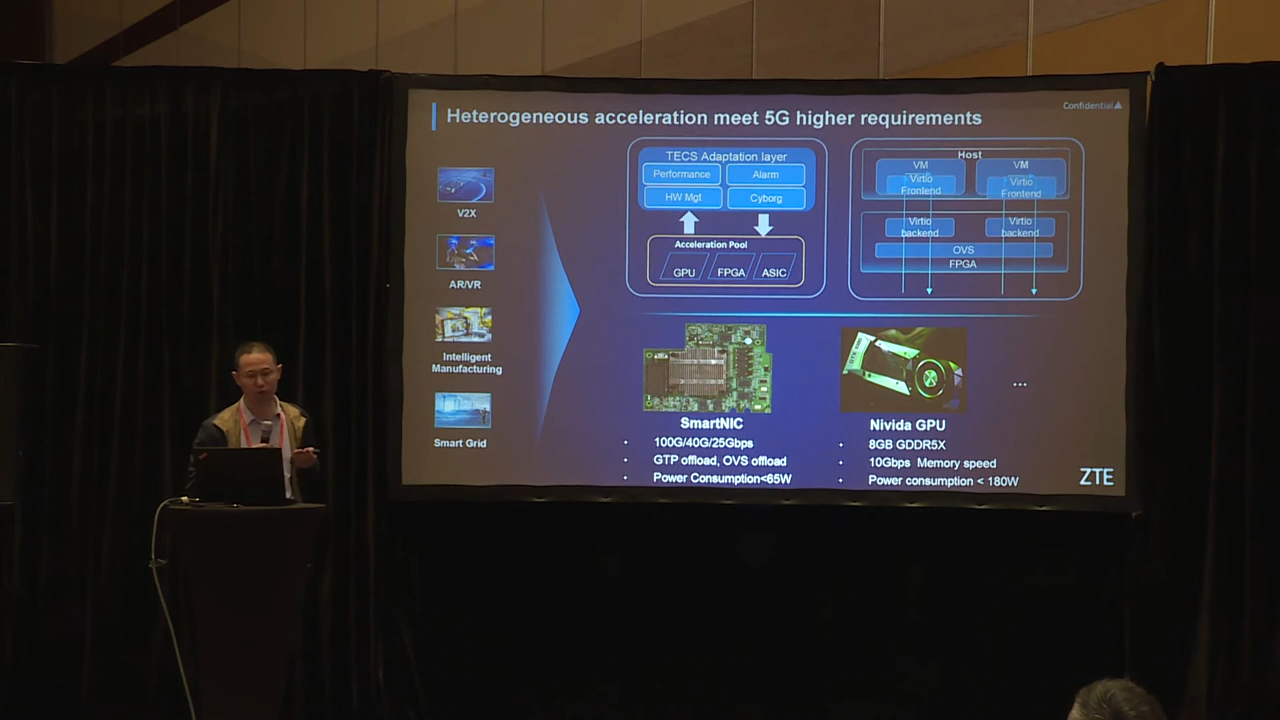 Confidential
Heterogeneous acceleration meet 5G higher requirements
V2X
AR/VR
Intelligent
Manufacturing
Smart Grid
TECS Adaptation layer
Performance
Alarm
HW Mgt
Cyborg
Acceleration Pool
GPU
FPGA
ASIC
Host
VM
VM
Virtio
Frontend
Virtio
Frontend
Virtio
backend
Virtio
backend
OVS
FPGA
SmartNIC
• 100G/40G/25Gbps
• GTP offload, OVS offload
• Power Consumption<65W
Nivida GPU
• 8GB GDDR5X
• 10Gbps Memory speed
• Power consumption < 180W
...
ZTE